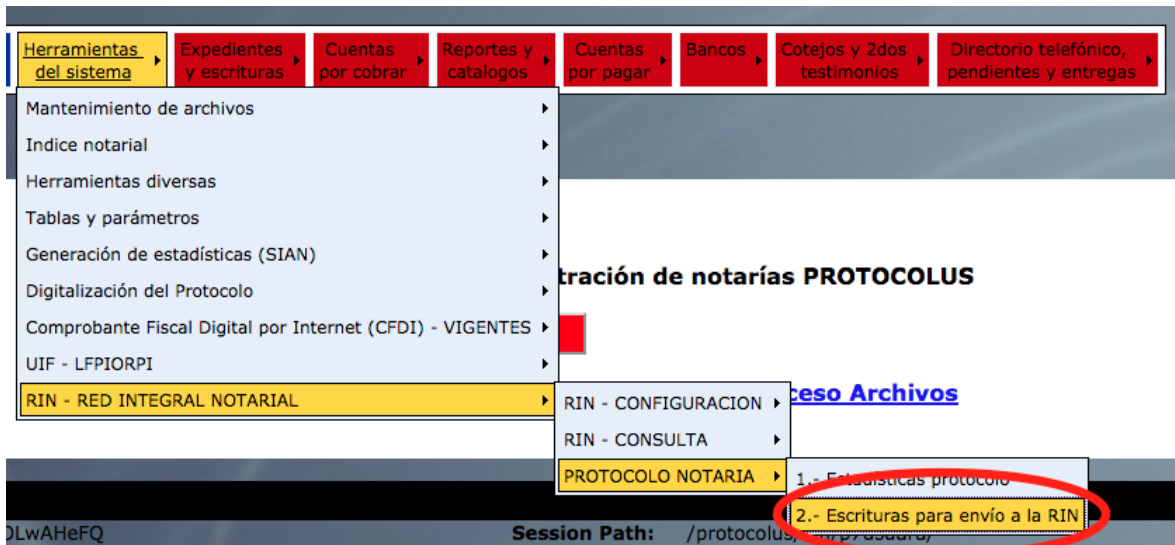 Herramientas del sistema
Expedientes y escrituras
Cuentas por cobrar
Reportes y catalogos
Cuentas por pagar
Bancos
Cotejos y 2dos testimonios
Directorio telefónico, pendientes y entregas
Mantenimiento de archivos
Indice notarial
Herramientas diversas
Tablas y parámetros
Generación de estadísticas (SIAN)
Digitalización del Protocolo
Comprobante Fiscal Digital por Internet (CFDI) - VIGENTES
UIF - LFPIORPI
RIN - RED INTEGRAL NOTARIAL
tración de notarías PROTOCOLUS
ceso Archivos
RIN - CONFIGURACION
RIN - CONSULTA
PROTOCOLO NOTARIA
1.- Estadísticas protocolo
2.- Escrituras para envío a la RIN
LwAHeFQ
Session Path: